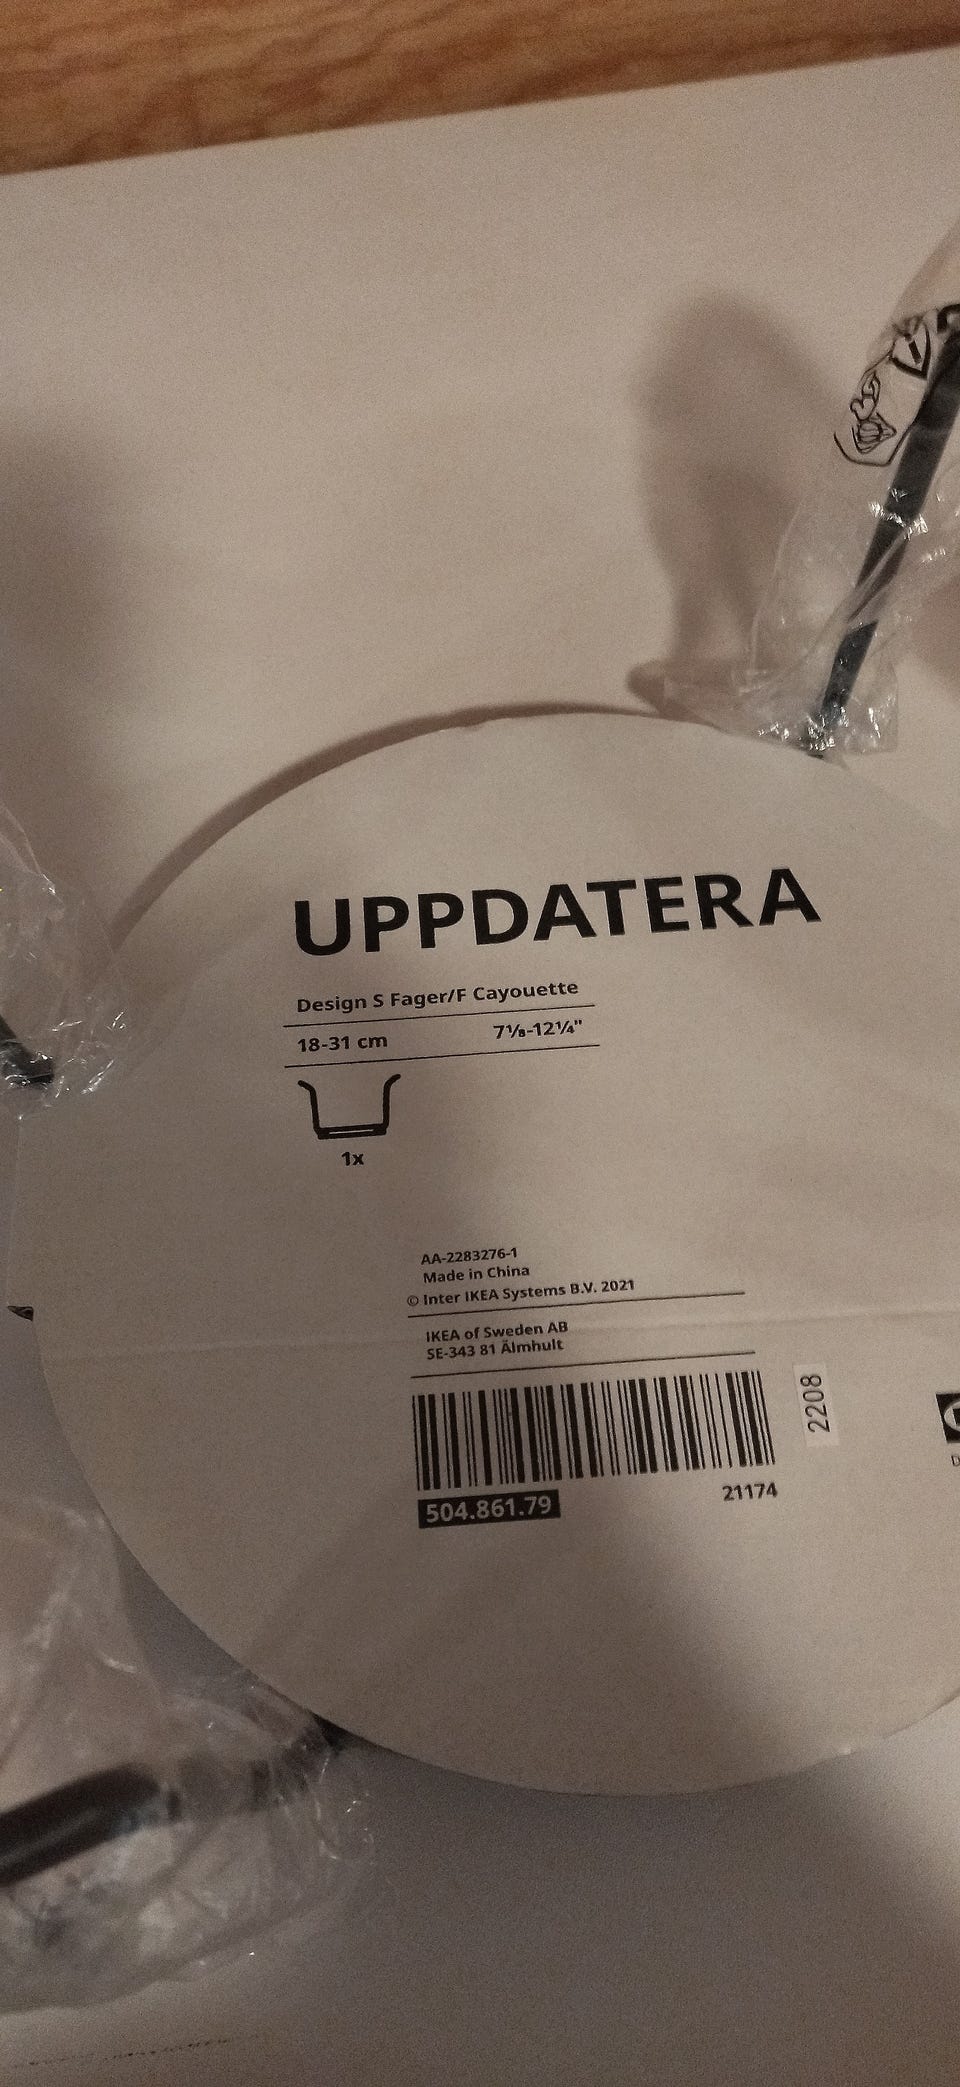 UPPDATERA
Design S Fager/F Cayouette
18-31 cm 7⅛-12¼"
1x
AA-2283276-1
Made in China
© Inter IKEA Systems B.V. 2021
IKEA of Sweden AB
SE-343 81 Älmhult
2208
504.861.79 21174